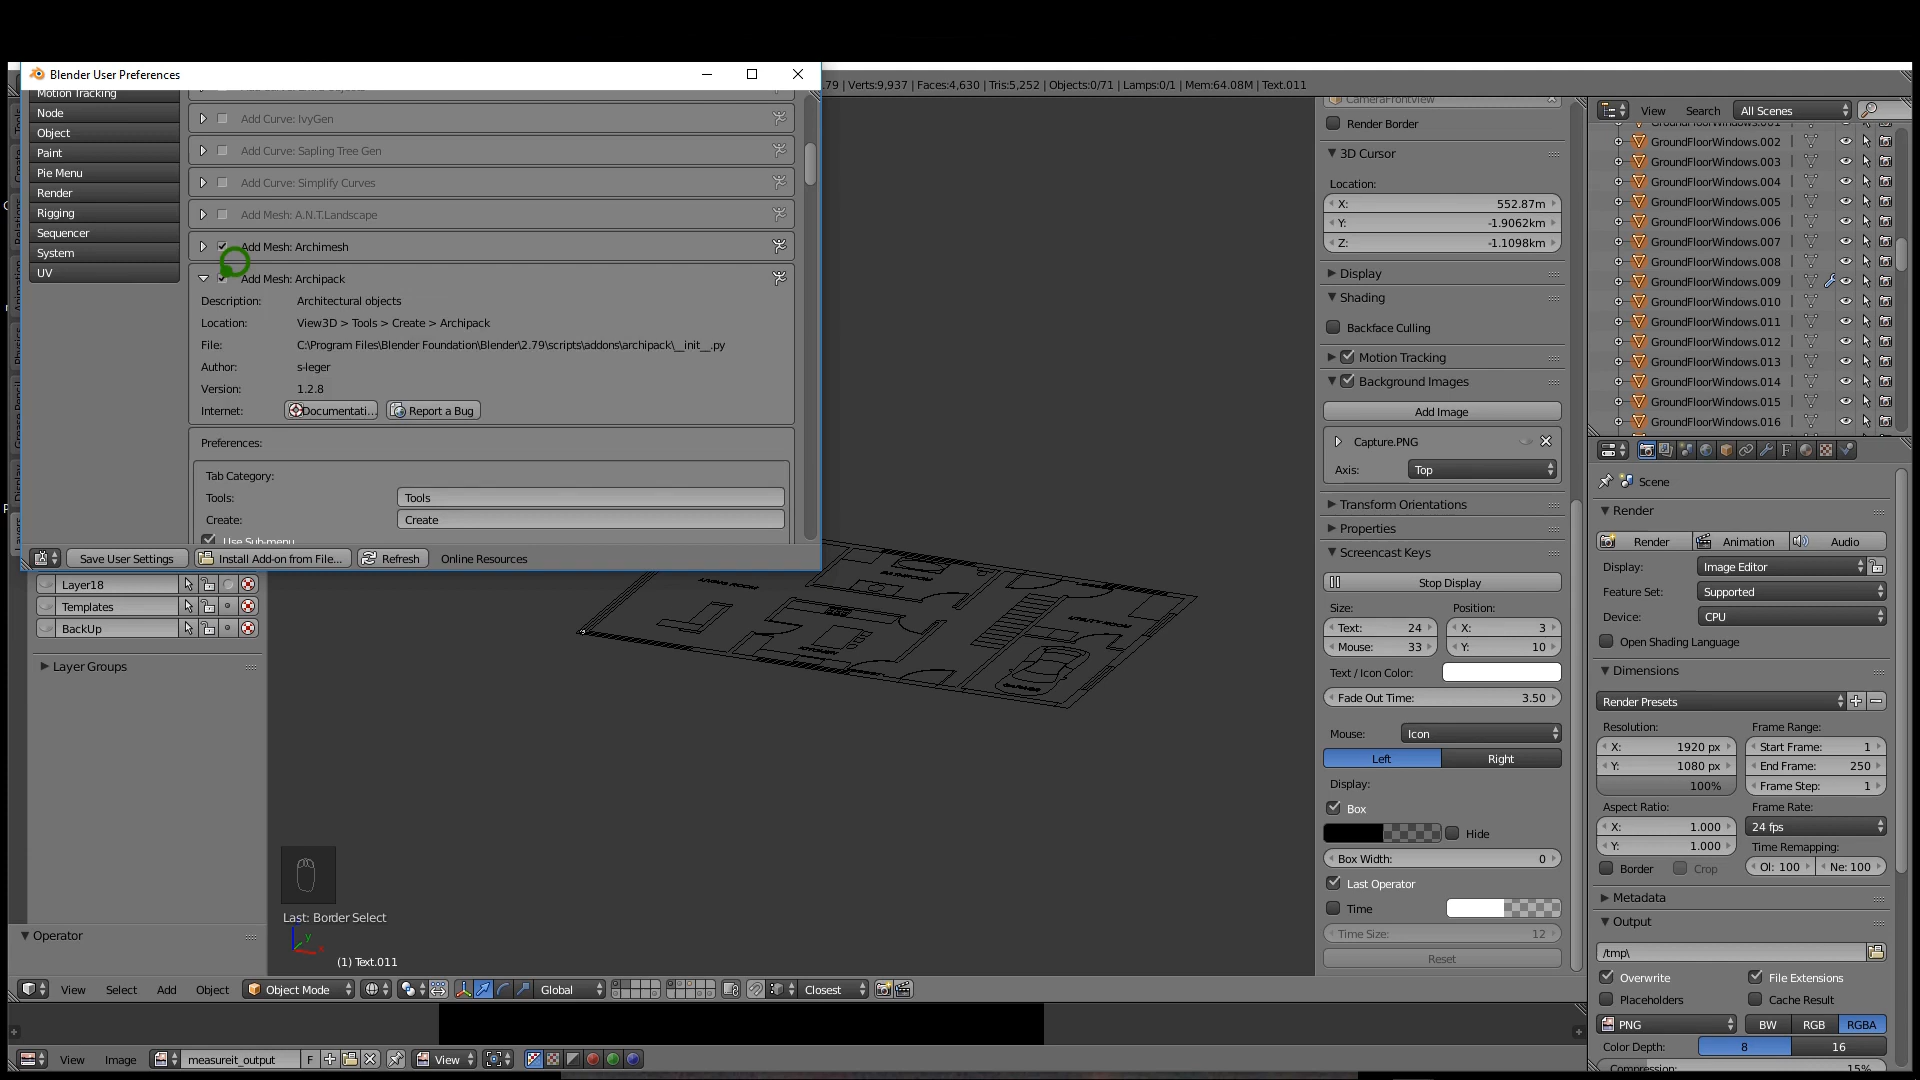 Blender User Preferences
79 | Verts:9,937 | Faces:4,630 | Tris:5,252 | Objects:0/71 | Lamps:0/1 | Mem:64.08M | Text.011
Motion Tracking
Node
Object
Paint
Pie Menu
Render
Rigging
Sequencer
System
UV
Add Curve: IvyGen
Add Curve: Sapling Tree Gen
Add Curve: Simplify Curves
Add Mesh: A.N.T.Landscape
Add Mesh: Archimesh
Add Mesh: Archipack
Description: Architectural objects
Location: View3D > Tools > Create > Archipack
File: C:\Program Files\Blender Foundation\Blender\2.79\scripts\addons\archipack\__init__.py
Author: s-leger
Version: 1.2.8
Internet: Documentati... Report a Bug
Preferences:
Tab Category:
Tools: Tools
Create: Create
Use Sub-menu
Save User Settings Install Add-on from File... Refresh Online Resources
Layer18
Templates
BackUp
Layer Groups
Operator
LIVING ROOM
BATHROOM
KITCHEN
UTILITY ROOM
Last: Border Select
z
y
x
(1) Text.011
View Select Add Object Object Mode Global Closest
View Image measureit_output F View
CameraFrontView
Render Border
3D Cursor
Location:
X: 552.87m
Y: -1.9062km
Z: -1.1098km
Display
Shading
Backface Culling
Motion Tracking
Background Images
Add Image
Capture.PNG
Axis: Top
Transform Orientations
Properties
Screencast Keys
Stop Display
Size: Position:
Text: 24 X: 3
Mouse: 33 Y: 10
Text / Icon Color:
Fade Out Time: 3.50
Mouse: Icon
Left Right
Display:
Box
Hide
Box Width: 0
Last Operator
Time
Time Size: 12
Reset
View Search All Scenes
GroundFloorWindows.001
GroundFloorWindows.002
GroundFloorWindows.003
GroundFloorWindows.004
GroundFloorWindows.005
GroundFloorWindows.006
GroundFloorWindows.007
GroundFloorWindows.008
GroundFloorWindows.009
GroundFloorWindows.010
GroundFloorWindows.011
GroundFloorWindows.012
GroundFloorWindows.013
GroundFloorWindows.014
GroundFloorWindows.015
GroundFloorWindows.016
Scene
Render
Render Animation Audio
Display: Image Editor
Feature Set: Supported
Device: CPU
Open Shading Language
Dimensions
Render Presets
Resolution: Frame Range:
X: 1920 px Start Frame: 1
Y: 1080 px End Frame: 250
100% Frame Step: 1
Aspect Ratio: Frame Rate:
X: 1.000 24 fps
Y: 1.000 Time Remapping:
Border Crop Ol: 100 Ne: 100
Metadata
Output
/tmp\
Overwrite File Extensions
Placeholders Cache Result
PNG BW RGB RGBA
Color Depth: 8 16
Compression: 15%